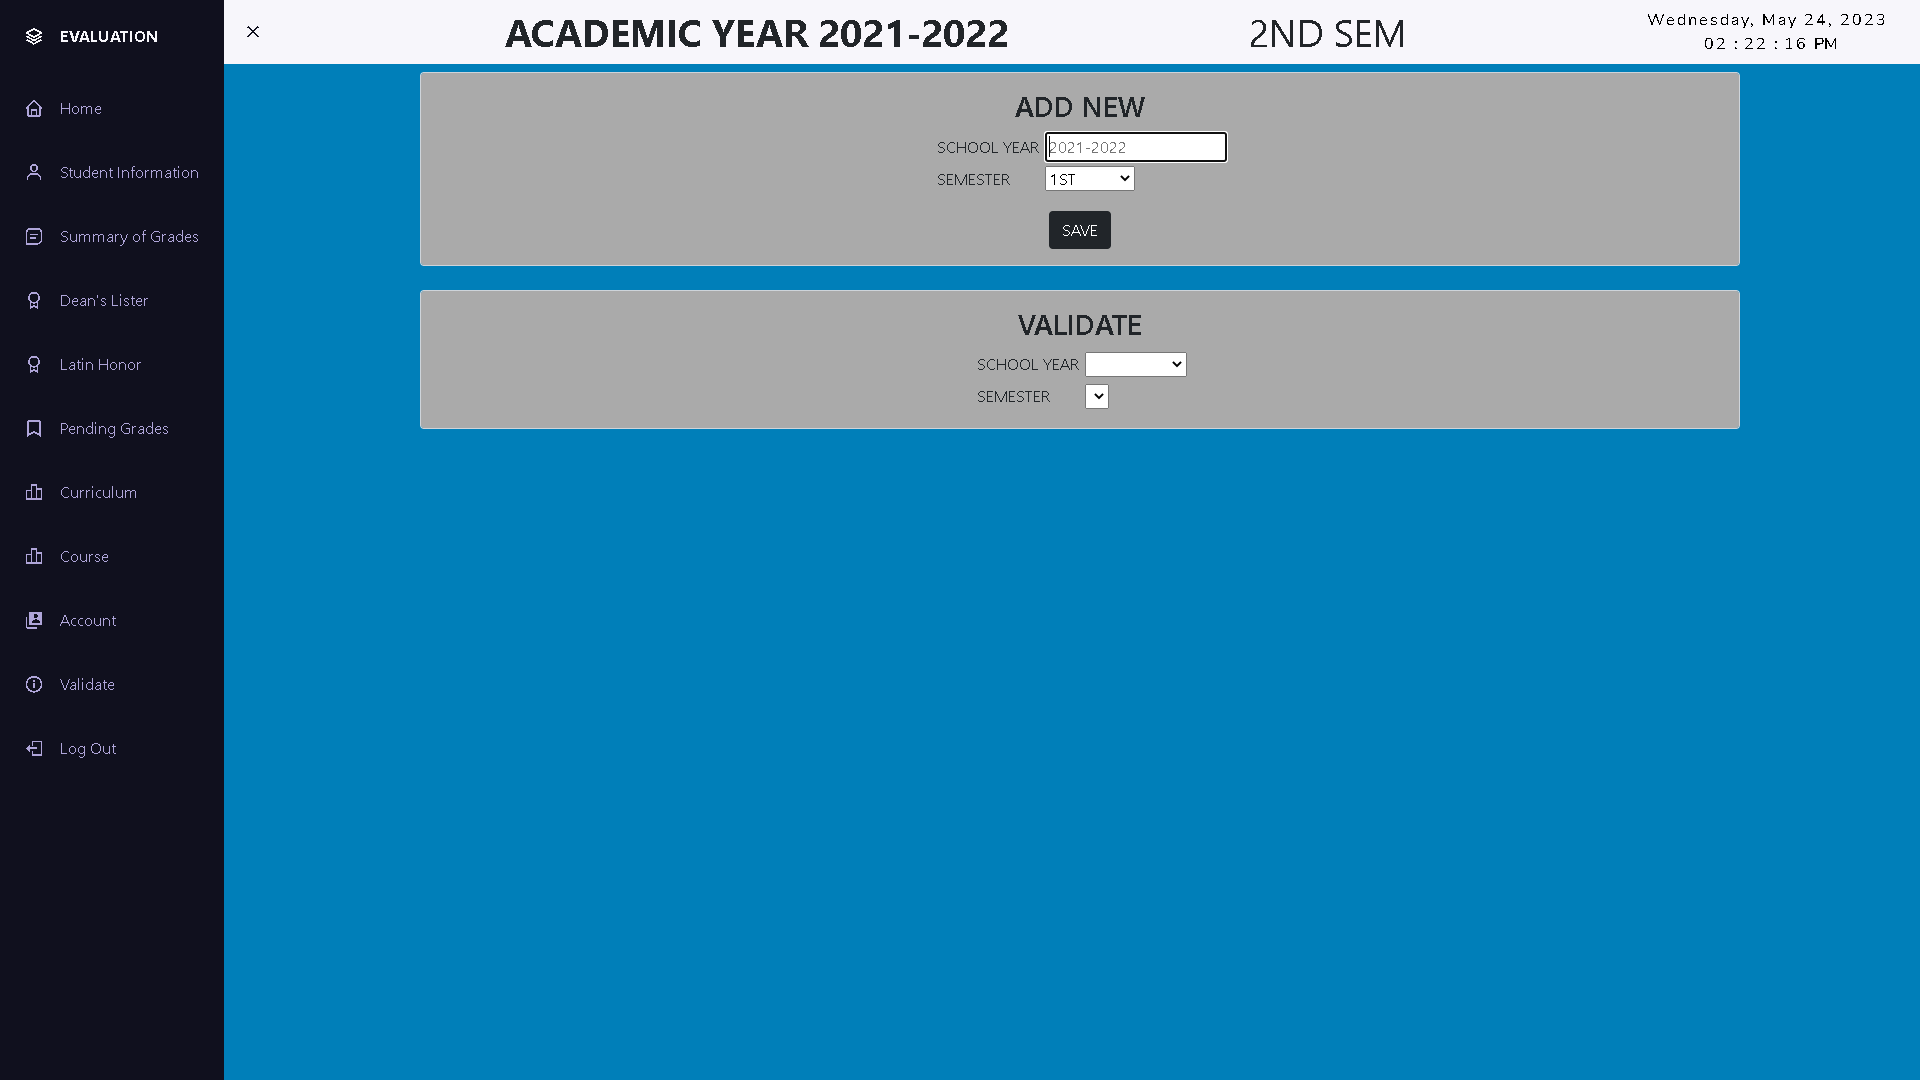 EVALUATION
Home
Student Information
Summary of Grades
Dean's Lister
Latin Honor
Pending Grades
Curriculum
Course
Account
Validate
Log Out
ACADEMIC YEAR 2021-2022
2ND SEM
Wednesday, May 24, 2023
02 : 22 : 16 PM
ADD NEW
SCHOOL YEAR 2021-2022
SEMESTER 1ST
SAVE
VALIDATE
SCHOOL YEAR
SEMESTER